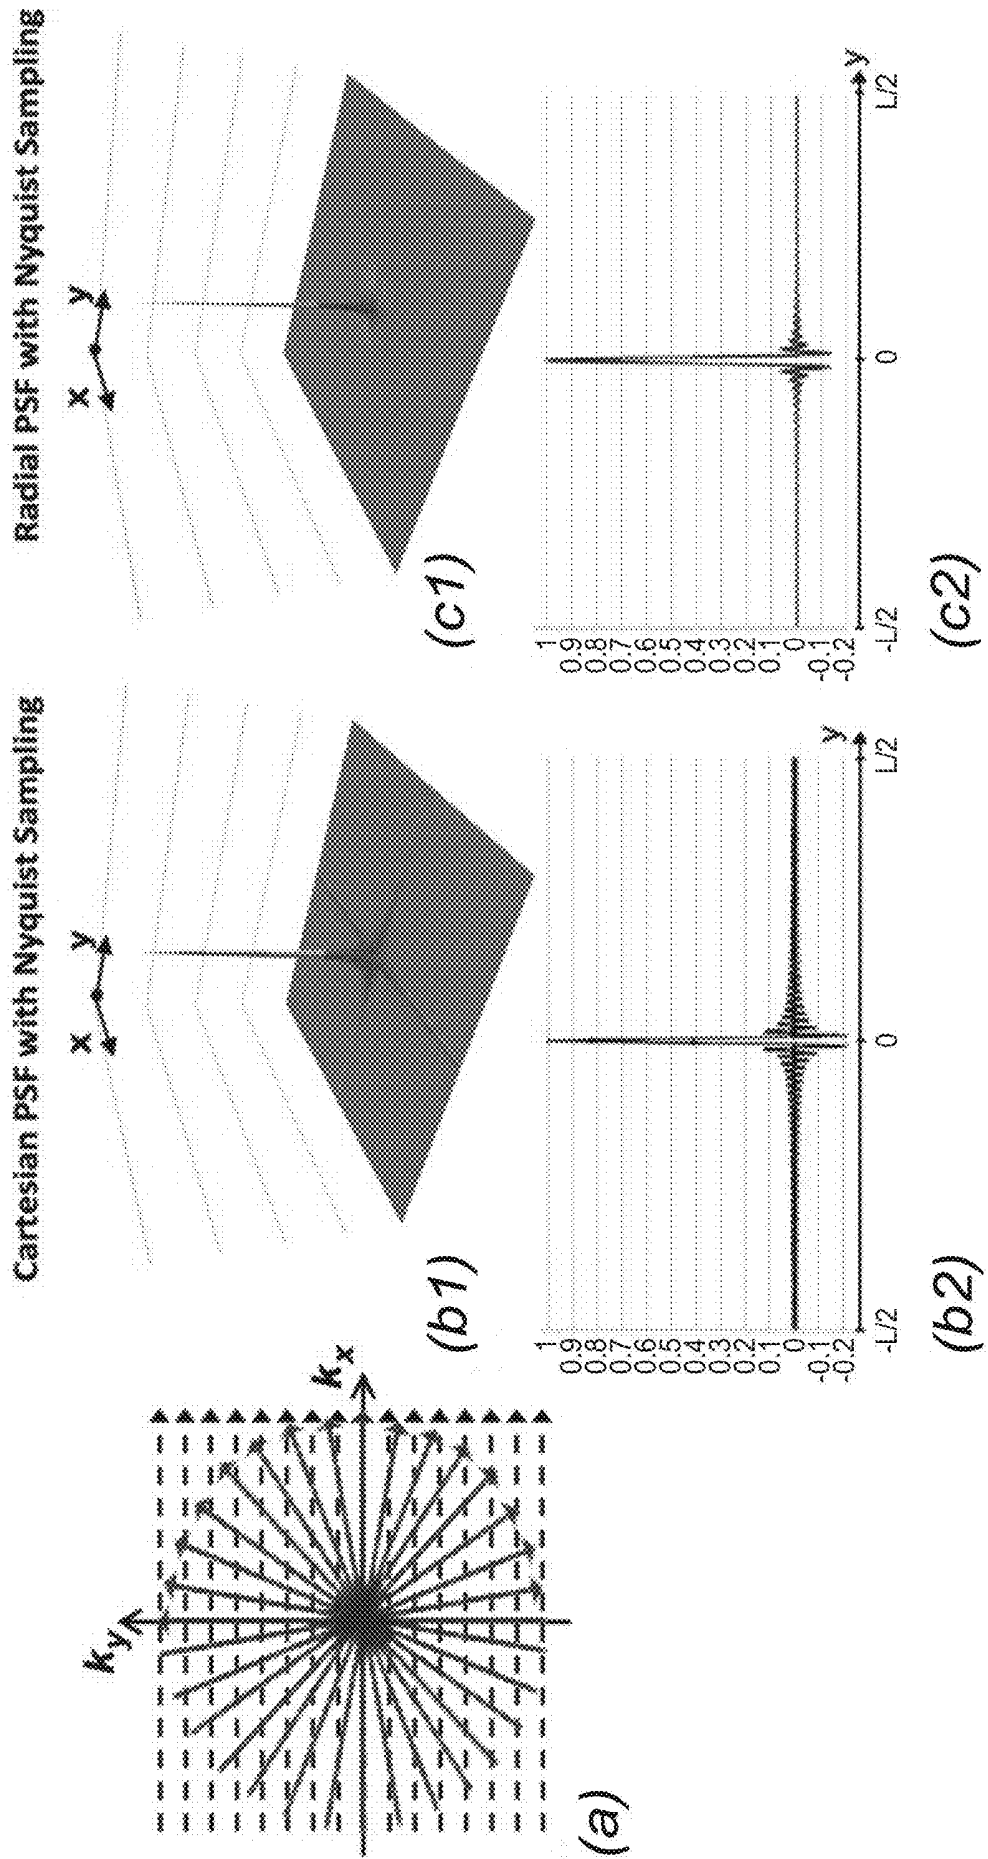 (a)
ky
kx
Cartesian PSF with Nyquist Sampling
x
y
(b1)
1
0.9
0.8
0.7
0.6
0.5
0.4
0.3
0.2
0.1
0
-0.1
-0.2
-L/2
0
L/2
y
(b2)
Radial PSF with Nyquist Sampling
x
y
(c1)
1
0.9
0.8
0.7
0.6
0.5
0.4
0.3
0.2
0.1
0
-0.1
-0.2
-L/2
0
L/2
y
(c2)